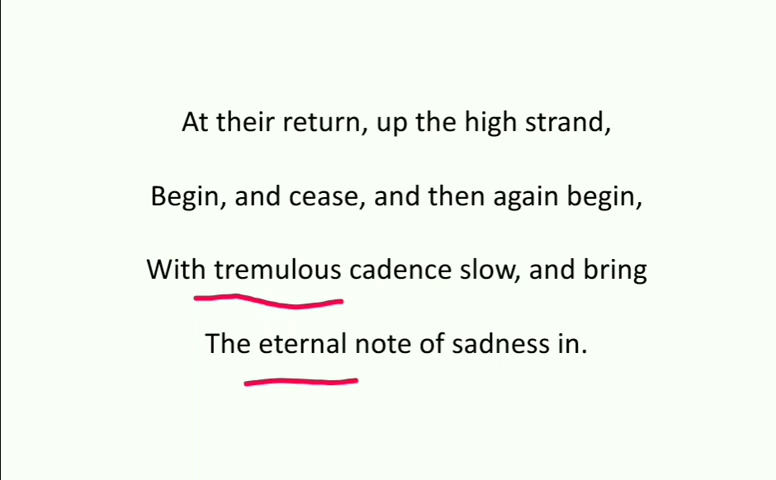 At their return, up the high strand,
Begin, and cease, and then again begin,
With tremulous cadence slow, and bring
The eternal note of sadness in.